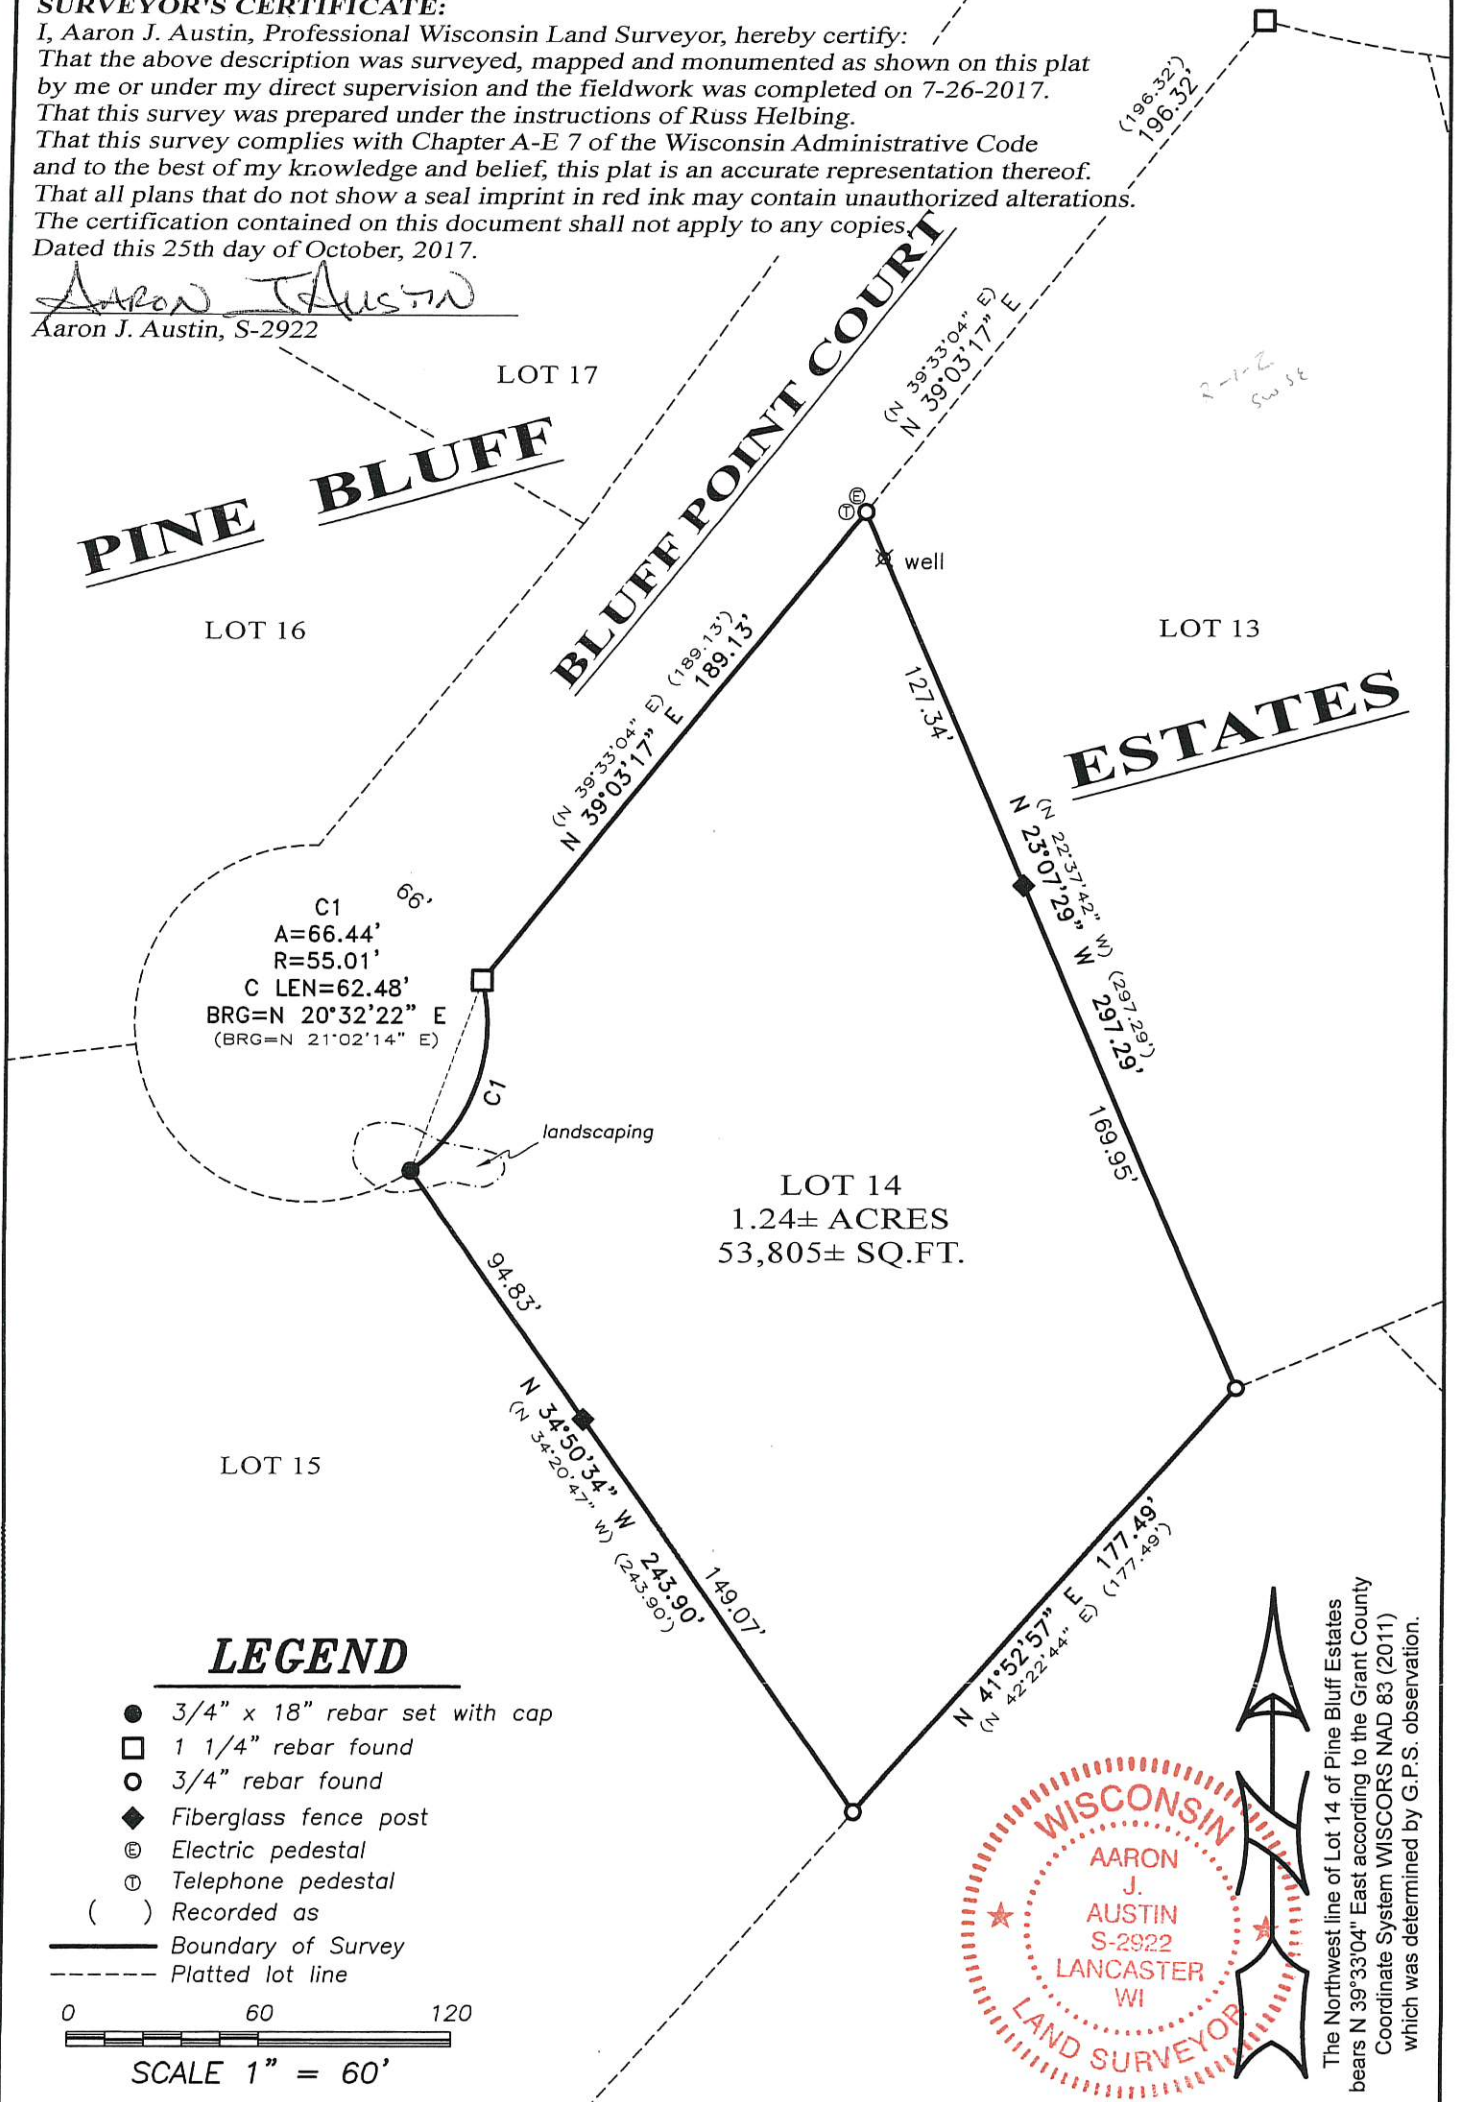 SURVEYOR'S CERTIFICATE:
I, Aaron J. Austin, Professional Wisconsin Land Surveyor, hereby certify:
That the above description was surveyed, mapped and monumented as shown on this plat
by me or under my direct supervision and the fieldwork was completed on 7-26-2017.
That this survey was prepared under the instructions of Russ Helbing.
That this survey complies with Chapter A-E 7 of the Wisconsin Administrative Code
and to the best of my knowledge and belief, this plat is an accurate representation thereof.
That all plans that do not show a seal imprint in red ink may contain unauthorized alterations.
The certification contained on this document shall not apply to any copies.
Dated this 25th day of October, 2017.
AARON J AUSTIN
Aaron J. Austin, S-2922
(196.32')
196.32'
(N 39°33'04" E)
N 39°03'17" E
R-1-2
SW SE
LOT 17
PINE BLUFF
BLUFF POINT COURT
E
T
well
LOT 16
LOT 13
ESTATES
(N 39°33'04" E) (189.13')
N 39°03'17" E 189.13'
127.34'
(N 22°37'42" W) (297.29')
N 23°07'29" W 297.29'
169.95'
66'
C1
A=66.44'
R=55.01'
C LEN=62.48'
BRG=N 20°32'22" E
(BRG=N 21°02'14" E)
C1
landscaping
LOT 14
1.24± ACRES
53,805± SQ.FT.
94.83'
N 34°50'34" W 243.90'
(N 34°20'47" W) (243.90')
149.07'
LOT 15
N 41°52'57" E 177.49'
(N 42°22'44" E) (177.49')
LEGEND
3/4" x 18" rebar set with cap
1 1/4" rebar found
3/4" rebar found
Fiberglass fence post
E Electric pedestal
T Telephone pedestal
( ) Recorded as
Boundary of Survey
Platted lot line
0 60 120
SCALE 1" = 60'
WISCONSIN
AARON
J.
AUSTIN
S-2922
LANCASTER
WI
LAND SURVEYOR
The Northwest line of Lot 14 of Pine Bluff Estates
bears N 39°33'04" East according to the Grant County
Coordinate System WISCORS NAD 83 (2011)
which was determined by G.P.S. observation.